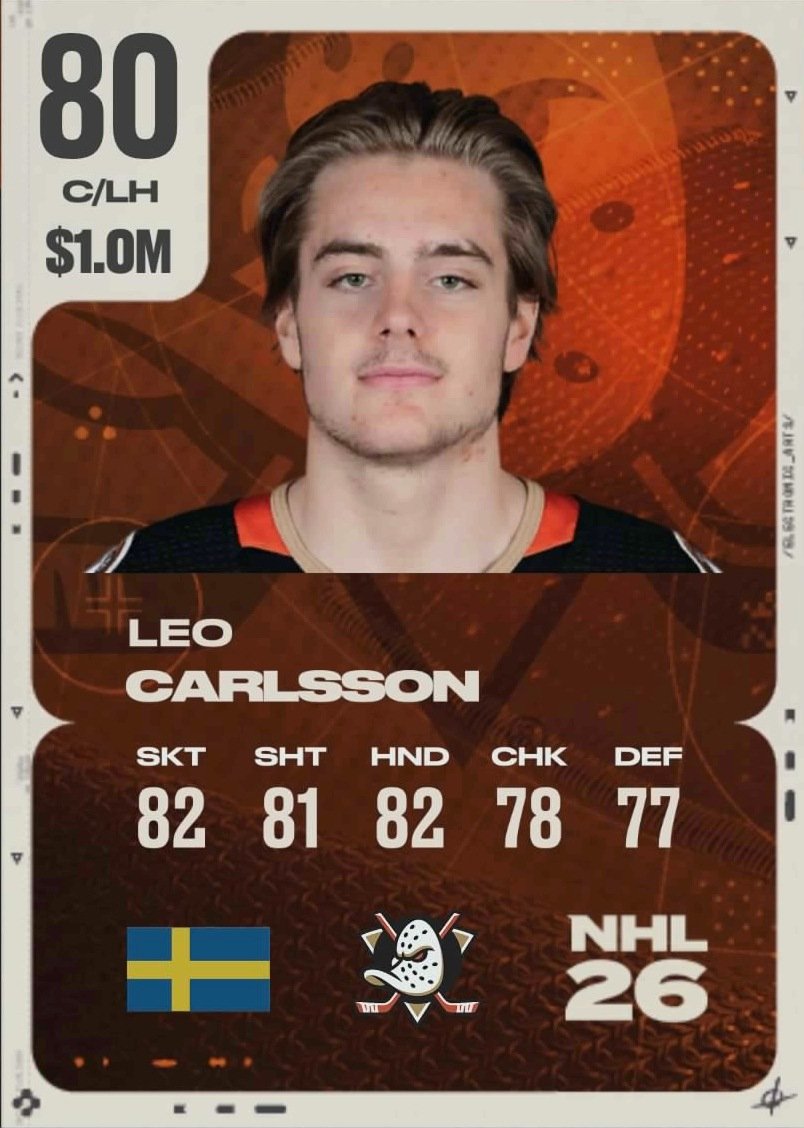 80
C/LH
$1.0M
LEO
CARLSSON
SKT SHT HND CHK DEF
82 81 82 78 77
NHL
26